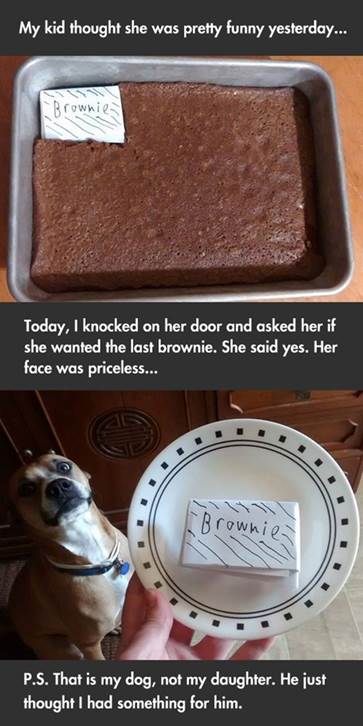 My kid thought she was pretty funny yesterday...
Brownie
Today, I knocked on her door and asked her if
she wanted the last brownie. She said yes. Her
face was priceless...
Brownie
P.S. That is my dog, not my daughter. He just
thought I had something for him.